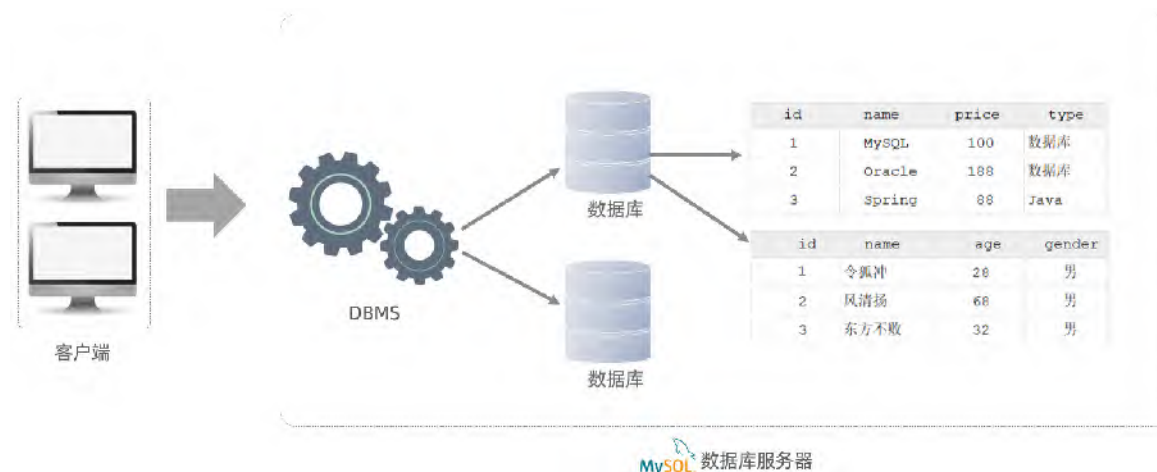 客户端
DBMS
数据库
数据库
id name price type
1 MySQL 100 数据库
2 Oracle 188 数据库
3 Spring 88 Java
id name age gender
1 令狐冲 28 男
2 风清扬 68 男
3 东方不败 32 男
MySQL 数据库服务器